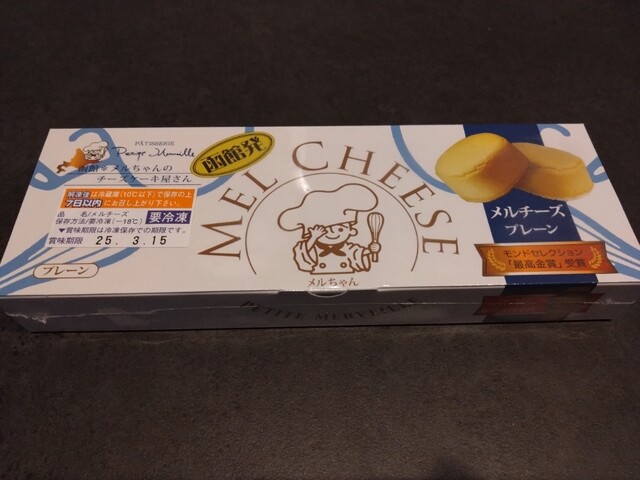 PÂTISSERIE
函館✲メルちゃんの
チーズケーキ屋さん
函館発
MEL CHEESE
解凍後は冷蔵庫(10℃以下)で保存の上
7日以内にお召し上がり下さい。
品 名/メルチーズ
保存方法/要冷凍(-18℃)
要冷凍
▼賞味期限は冷凍保存での期限です。
賞味期限 25. 3.15
プレーン
メルちゃん
メルチーズ
プレーン
モンドセレクション
「最高金賞」受賞
PETITE MERVEILLE